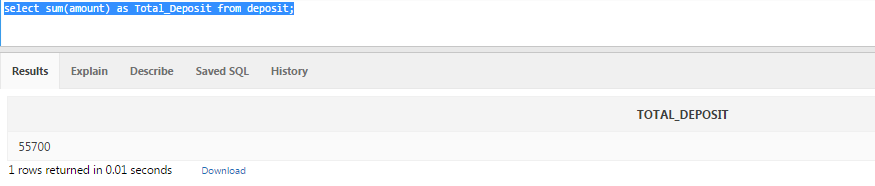 select sum(amount) as Total_Deposit from deposit;
Results Explain Describe Saved SQL History
TOTAL_DEPOSIT
55700
1 rows returned in 0.01 seconds Download